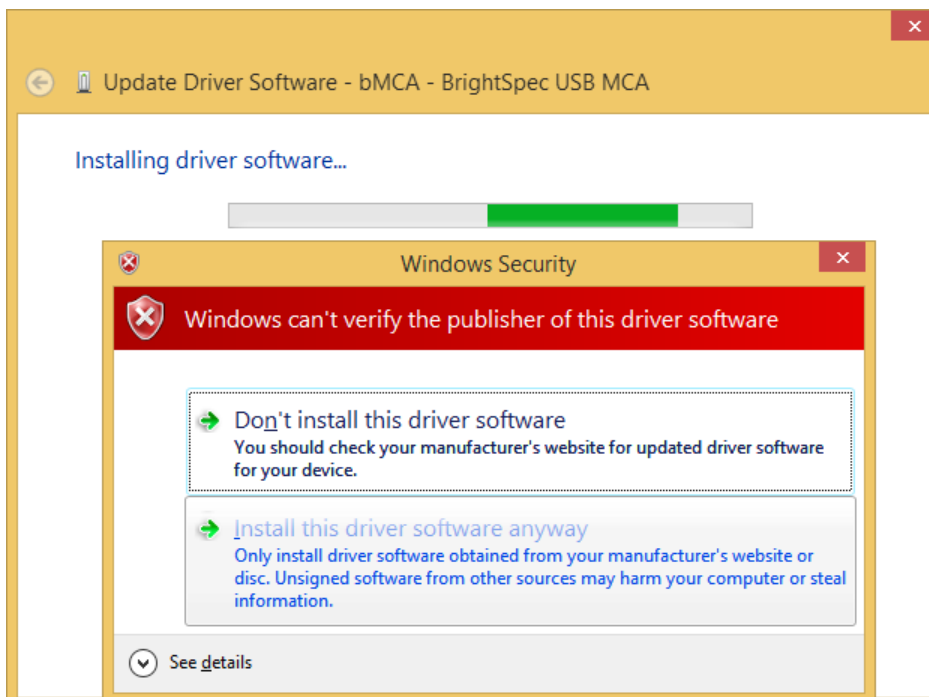 Update Driver Software - bMCA - BrightSpec USB MCA
Installing driver software...
Windows Security
Windows can't verify the publisher of this driver software
Don't install this driver software
You should check your manufacturer's website for updated driver software
for your device.
Install this driver software anyway
Only install driver software obtained from your manufacturer's website or
disc. Unsigned software from other sources may harm your computer or steal
information.
See details